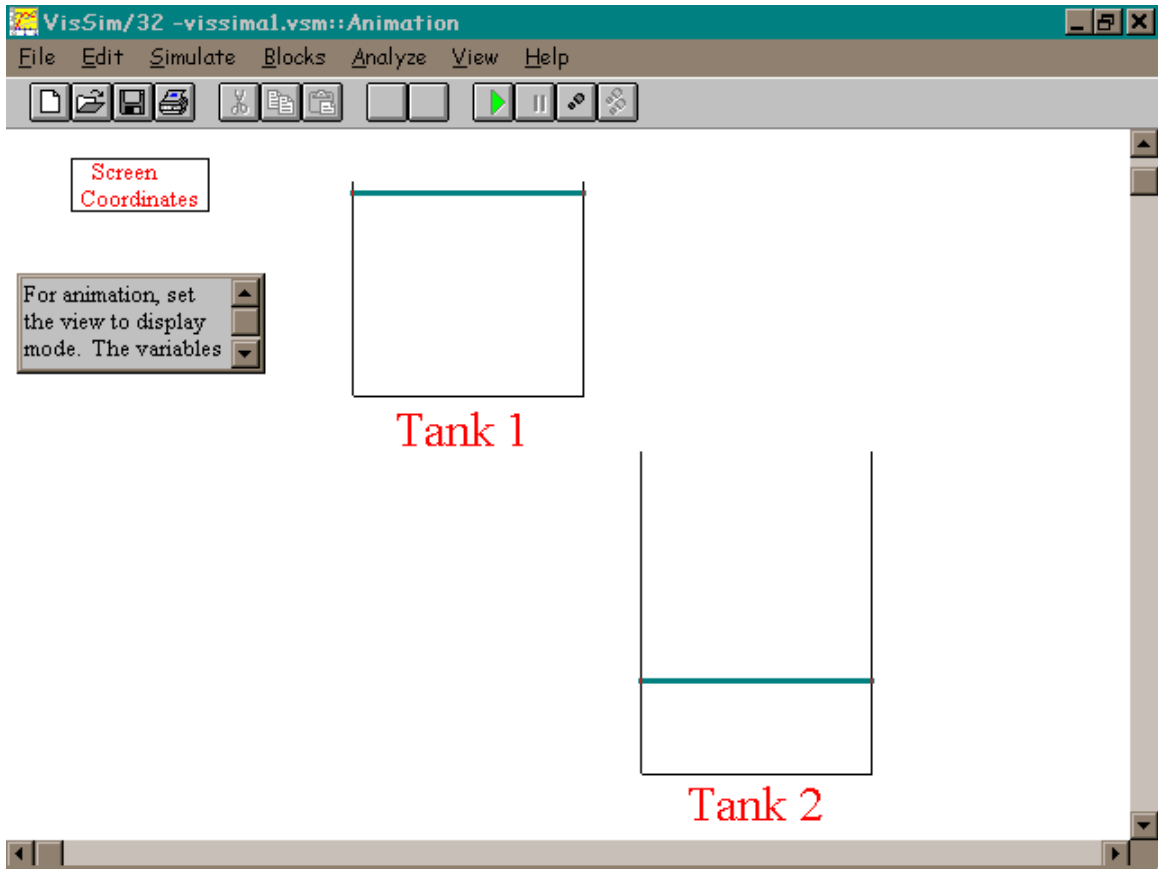 VisSim/32 -vissima1.vsm::Animation
File Edit Simulate Blocks Analyze View Help
Screen
Coordinates
For animation, set
the view to display
mode. The variables
Tank 1
Tank 2